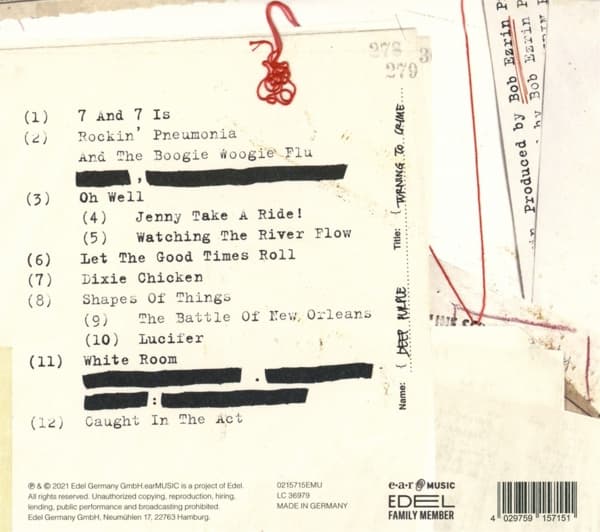 278
279 3
(1) 7 And 7 Is
(2) Rockin' Pneumonia
And The Boogie Woogie Flu
(3) Oh Well
(4) Jenny Take A Ride!
(5) Watching The River Flow
(6) Let The Good Times Roll
(7) Dixie Chicken
(8) Shapes Of Things
(9) The Battle Of New Orleans
(10) Lucifer
(11) White Room
(12) Caught In The Act
Name: ( DEEP PURPLE
Title: ( TURNING TO CRIME
Produced by Bob Ezrin P
by Bob Ezrin P
℗ & © 2021 Edel Germany GmbH.earMUSIC is a project of Edel.
All rights reserved. Unauthorized copying, reproduction, hiring,
lending, public performance and broadcasting prohibited.
Edel Germany GmbH, Neumühlen 17, 22763 Hamburg.
0215715EMU
LC 36979
MADE IN GERMANY
e·a·r MUSIC
EDEL
FAMILY MEMBER
4 029759 157151